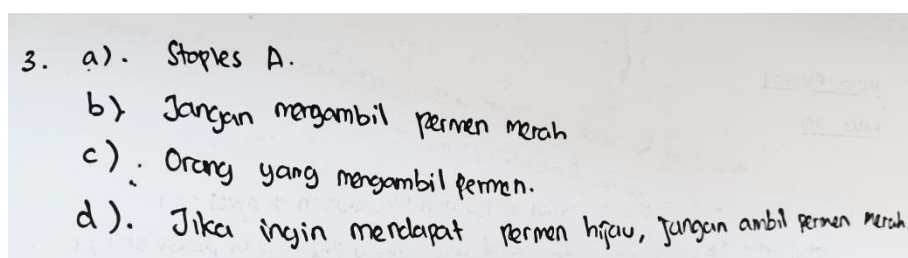 3. a). Stoples A.
b) Jangan mengambil permen merah
c). Orang yang mengambil permen.
d). Jika ingin mendapat permen hijau, Jangan ambil permen merah